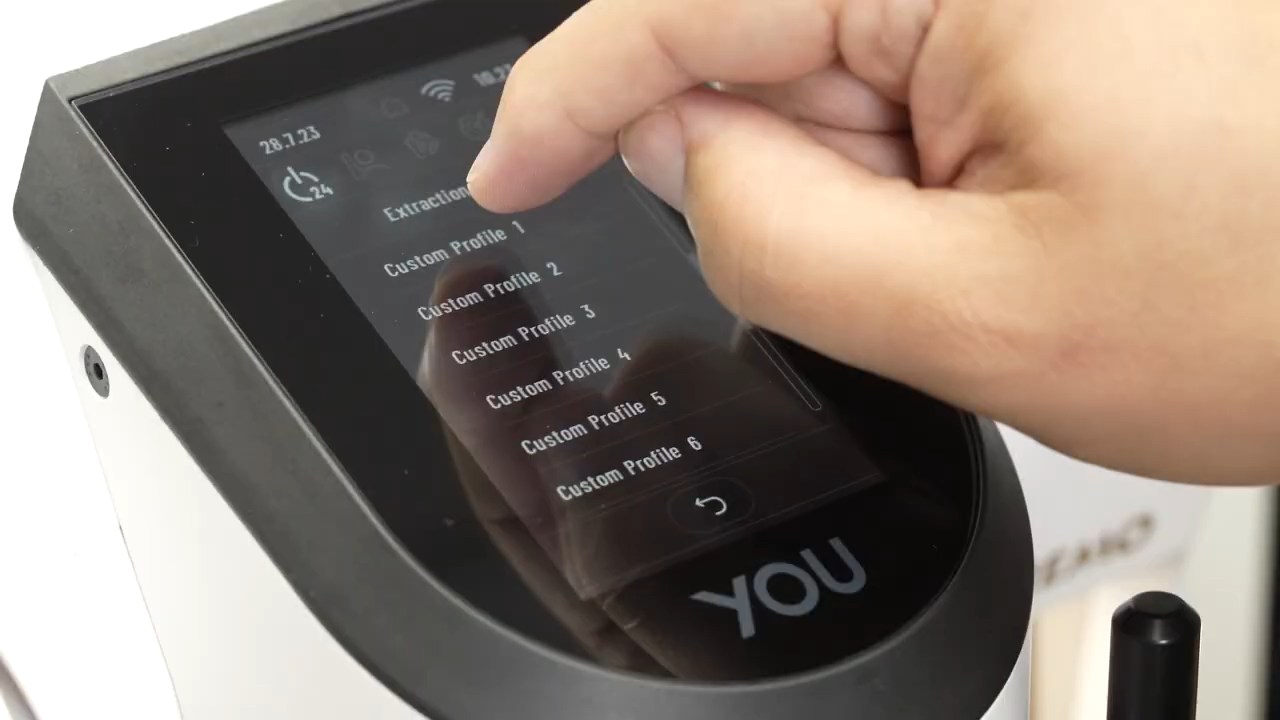 28.7.23
24
Extraction
Custom Profile 1
Custom Profile 2
Custom Profile 3
Custom Profile 4
Custom Profile 5
Custom Profile 6
YOU